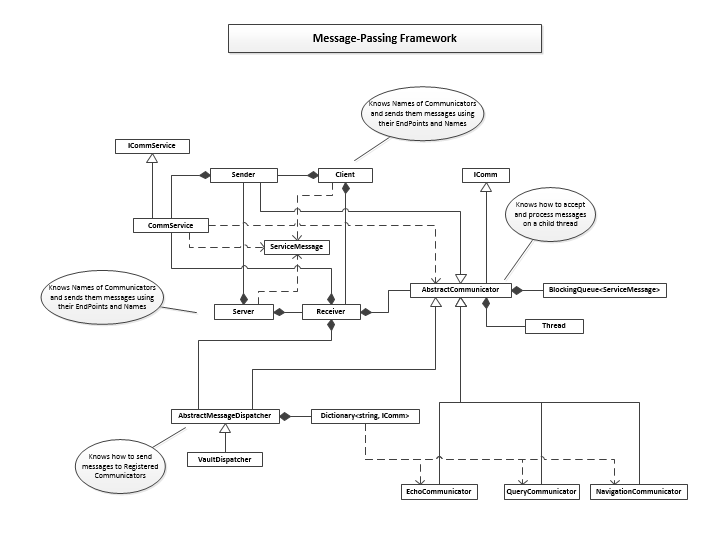 Message-Passing Framework
Knows Names of Communicators
and sends them messages using
their EndPoints and Names
ICommService
Sender
Client
IComm
Knows how to accept
and process messages
on a child thread
CommService
ServiceMessage
Knows Names of Communicators
and sends them messages using
their EndPoints and Names
AbstractCommunicator
BlockingQueue<ServiceMessage>
Server
Receiver
Thread
AbstractMessageDispatcher
Dictionary<string, IComm>
Knows how to send
messages to Registered
Communicators
VaultDispatcher
EchoCommunicator
QueryCommunicator
NavigationCommunicator